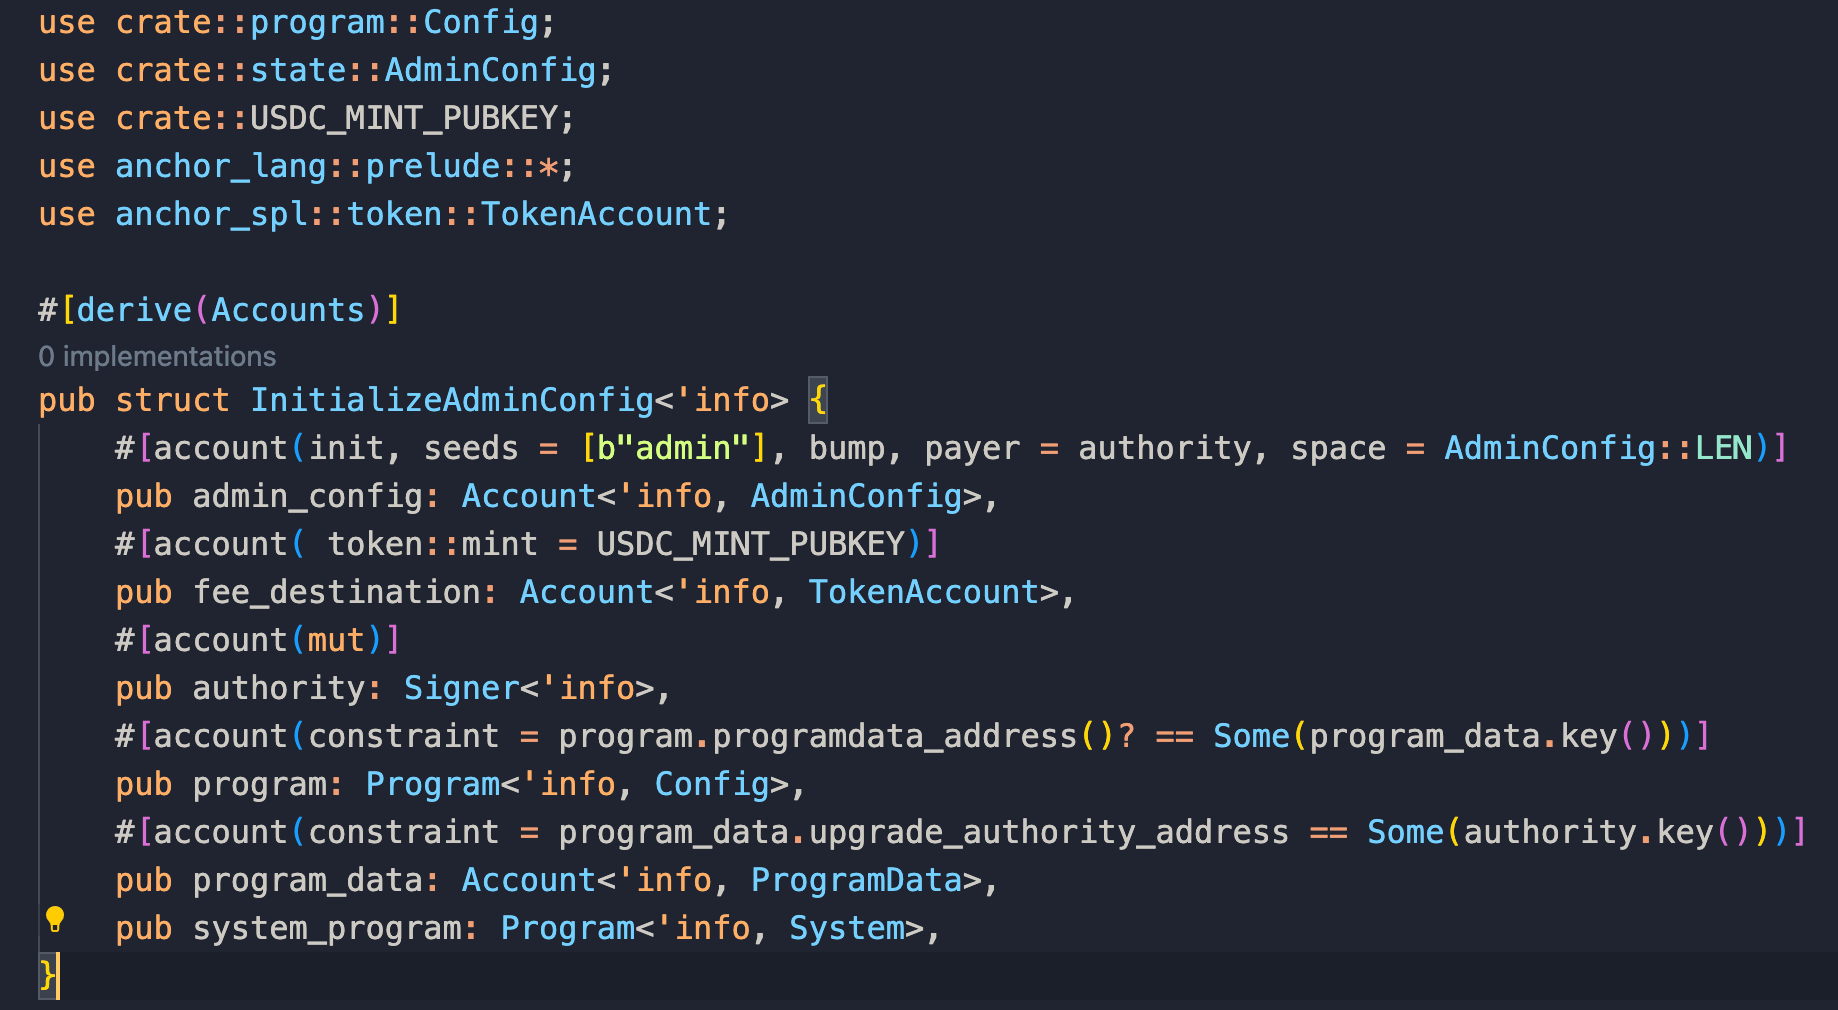 use crate::program::Config;
use crate::state::AdminConfig;
use crate::USDC_MINT_PUBKEY;
use anchor_lang::prelude::*;
use anchor_spl::token::TokenAccount;

#[derive(Accounts)]
0 implementations
pub struct InitializeAdminConfig<'info> {
    #[account(init, seeds = [b"admin"], bump, payer = authority, space = AdminConfig::LEN)]
    pub admin_config: Account<'info, AdminConfig>,
    #[account( token::mint = USDC_MINT_PUBKEY)]
    pub fee_destination: Account<'info, TokenAccount>,
    #[account(mut)]
    pub authority: Signer<'info>,
    #[account(constraint = program.programdata_address()? == Some(program_data.key()))]
    pub program: Program<'info, Config>,
    #[account(constraint = program_data.upgrade_authority_address == Some(authority.key()))]
    pub program_data: Account<'info, ProgramData>,
    pub system_program: Program<'info, System>,
}